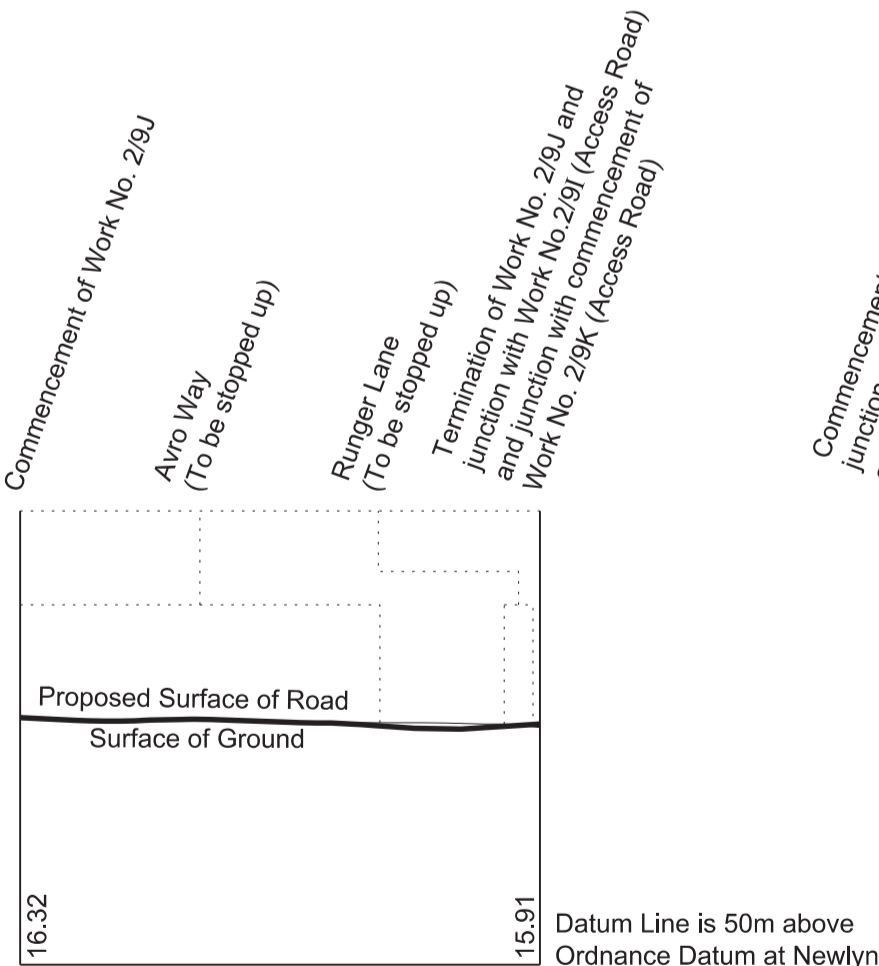 Commencement of Work No. 2/9J
Avro Way
(To be stopped up)
Runger Lane
(To be stopped up)
Termination of Work No. 2/9J and
junction with Work No.2/9I (Access Road)
and junction with commencement of
Work No. 2/9K (Access Road)
Commencement
junction
Proposed Surface of Road
Surface of Ground
16.32
15.91
Datum Line is 50m above
Ordnance Datum at Newlyn